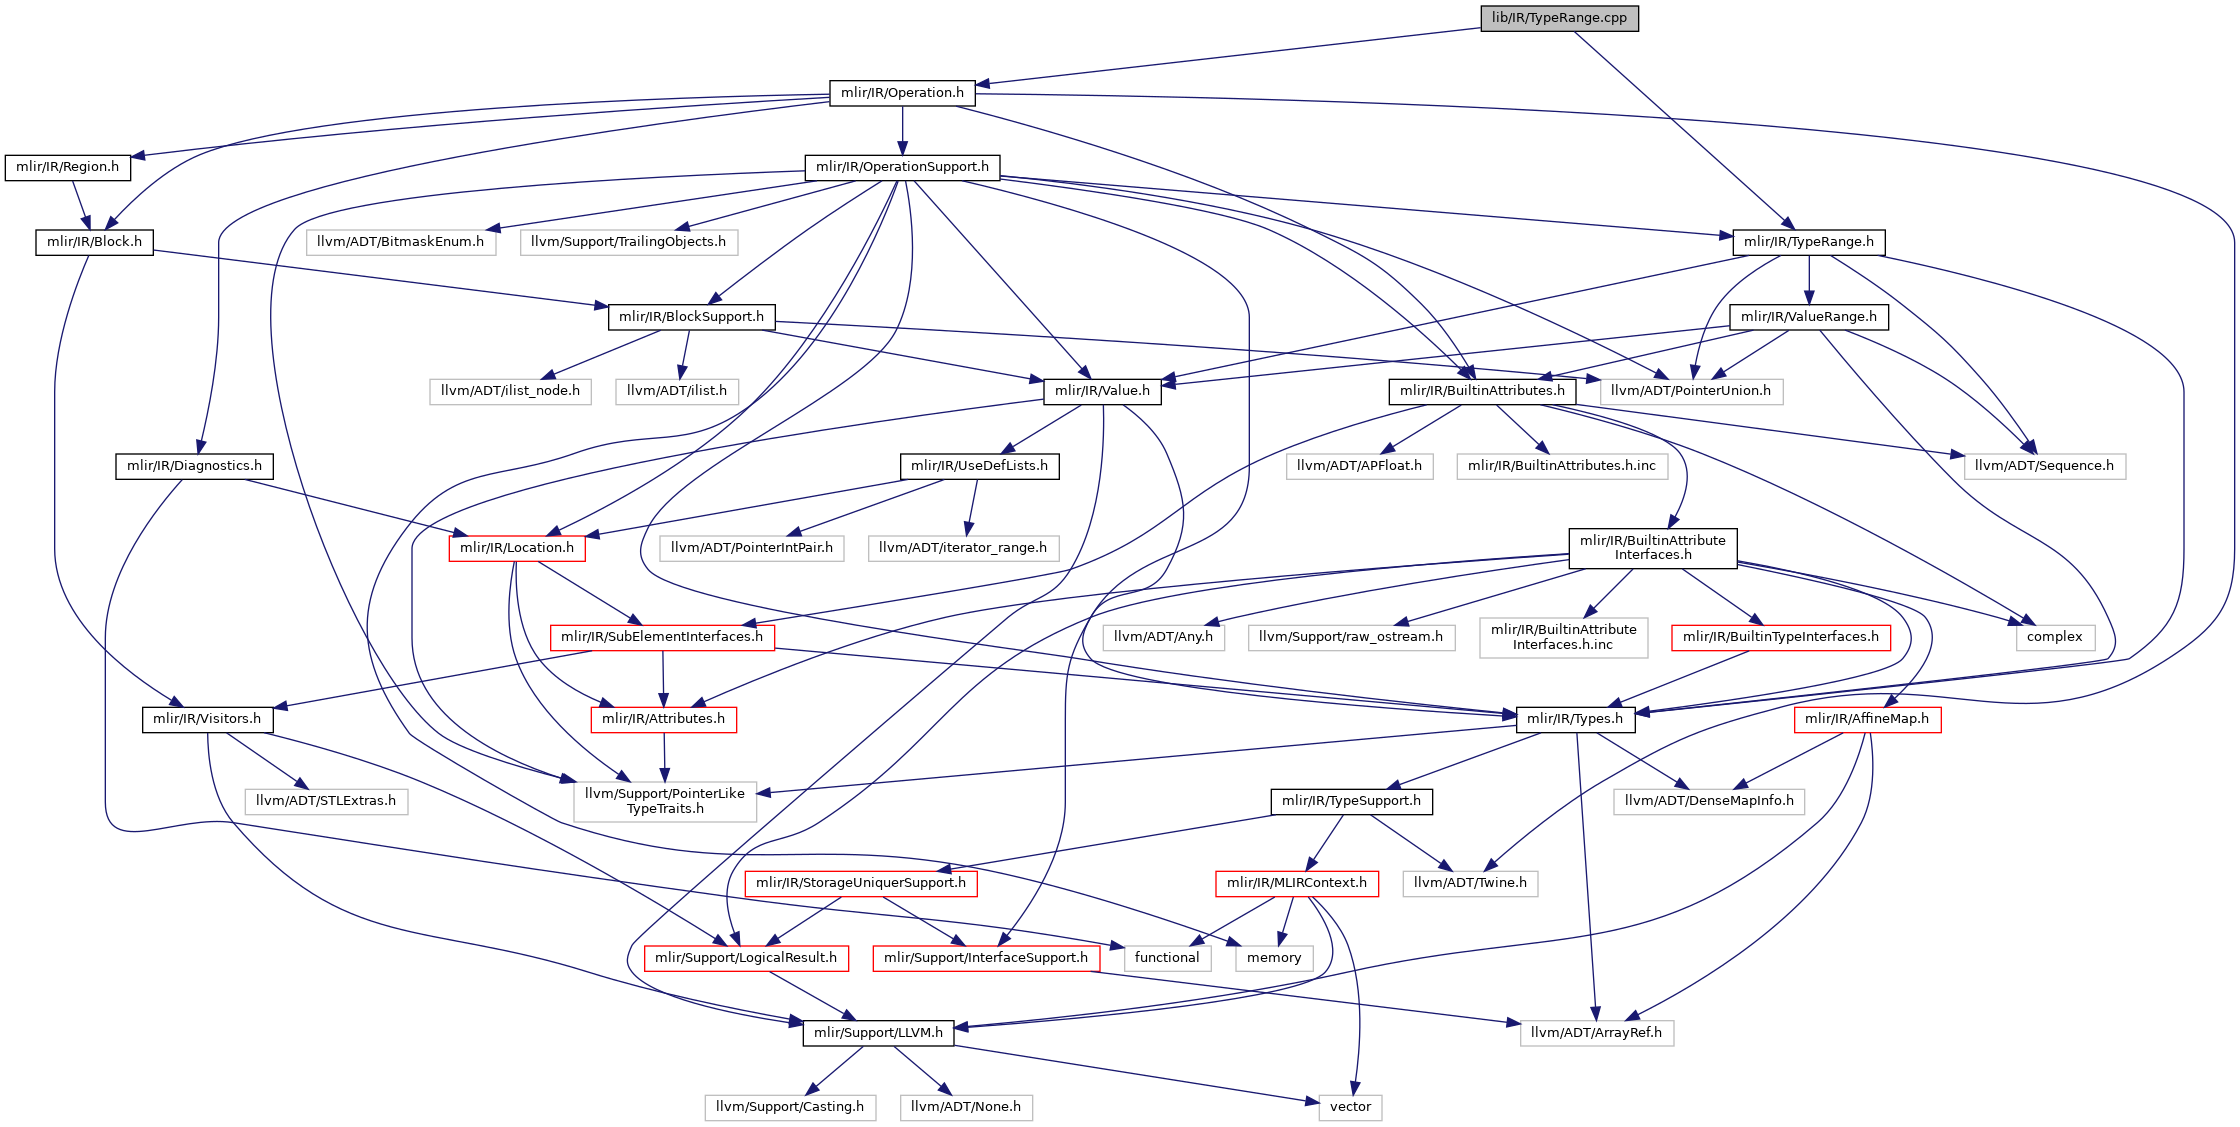 lib/IR/TypeRange.cpp
mlir/IR/Operation.h
mlir/IR/Region.h
mlir/IR/OperationSupport.h
mlir/IR/Block.h
llvm/ADT/BitmaskEnum.h
llvm/Support/TrailingObjects.h
mlir/IR/TypeRange.h
mlir/IR/BlockSupport.h
mlir/IR/ValueRange.h
llvm/ADT/ilist_node.h
llvm/ADT/ilist.h
mlir/IR/Value.h
mlir/IR/BuiltinAttributes.h
llvm/ADT/PointerUnion.h
mlir/IR/Diagnostics.h
mlir/IR/UseDefLists.h
llvm/ADT/APFloat.h
mlir/IR/BuiltinAttributes.h.inc
llvm/ADT/Sequence.h
mlir/IR/Location.h
llvm/ADT/PointerIntPair.h
llvm/ADT/iterator_range.h
mlir/IR/BuiltinAttribute
Interfaces.h
mlir/IR/SubElementInterfaces.h
llvm/ADT/Any.h
llvm/Support/raw_ostream.h
mlir/IR/BuiltinAttribute
Interfaces.h.inc
mlir/IR/BuiltinTypeInterfaces.h
complex
mlir/IR/Visitors.h
mlir/IR/Attributes.h
mlir/IR/Types.h
mlir/IR/AffineMap.h
llvm/ADT/STLExtras.h
llvm/Support/PointerLike
TypeTraits.h
mlir/IR/TypeSupport.h
llvm/ADT/DenseMapInfo.h
mlir/IR/StorageUniquerSupport.h
mlir/IR/MLIRContext.h
llvm/ADT/Twine.h
mlir/Support/LogicalResult.h
mlir/Support/InterfaceSupport.h
functional
memory
mlir/Support/LLVM.h
llvm/ADT/ArrayRef.h
llvm/Support/Casting.h
llvm/ADT/None.h
vector